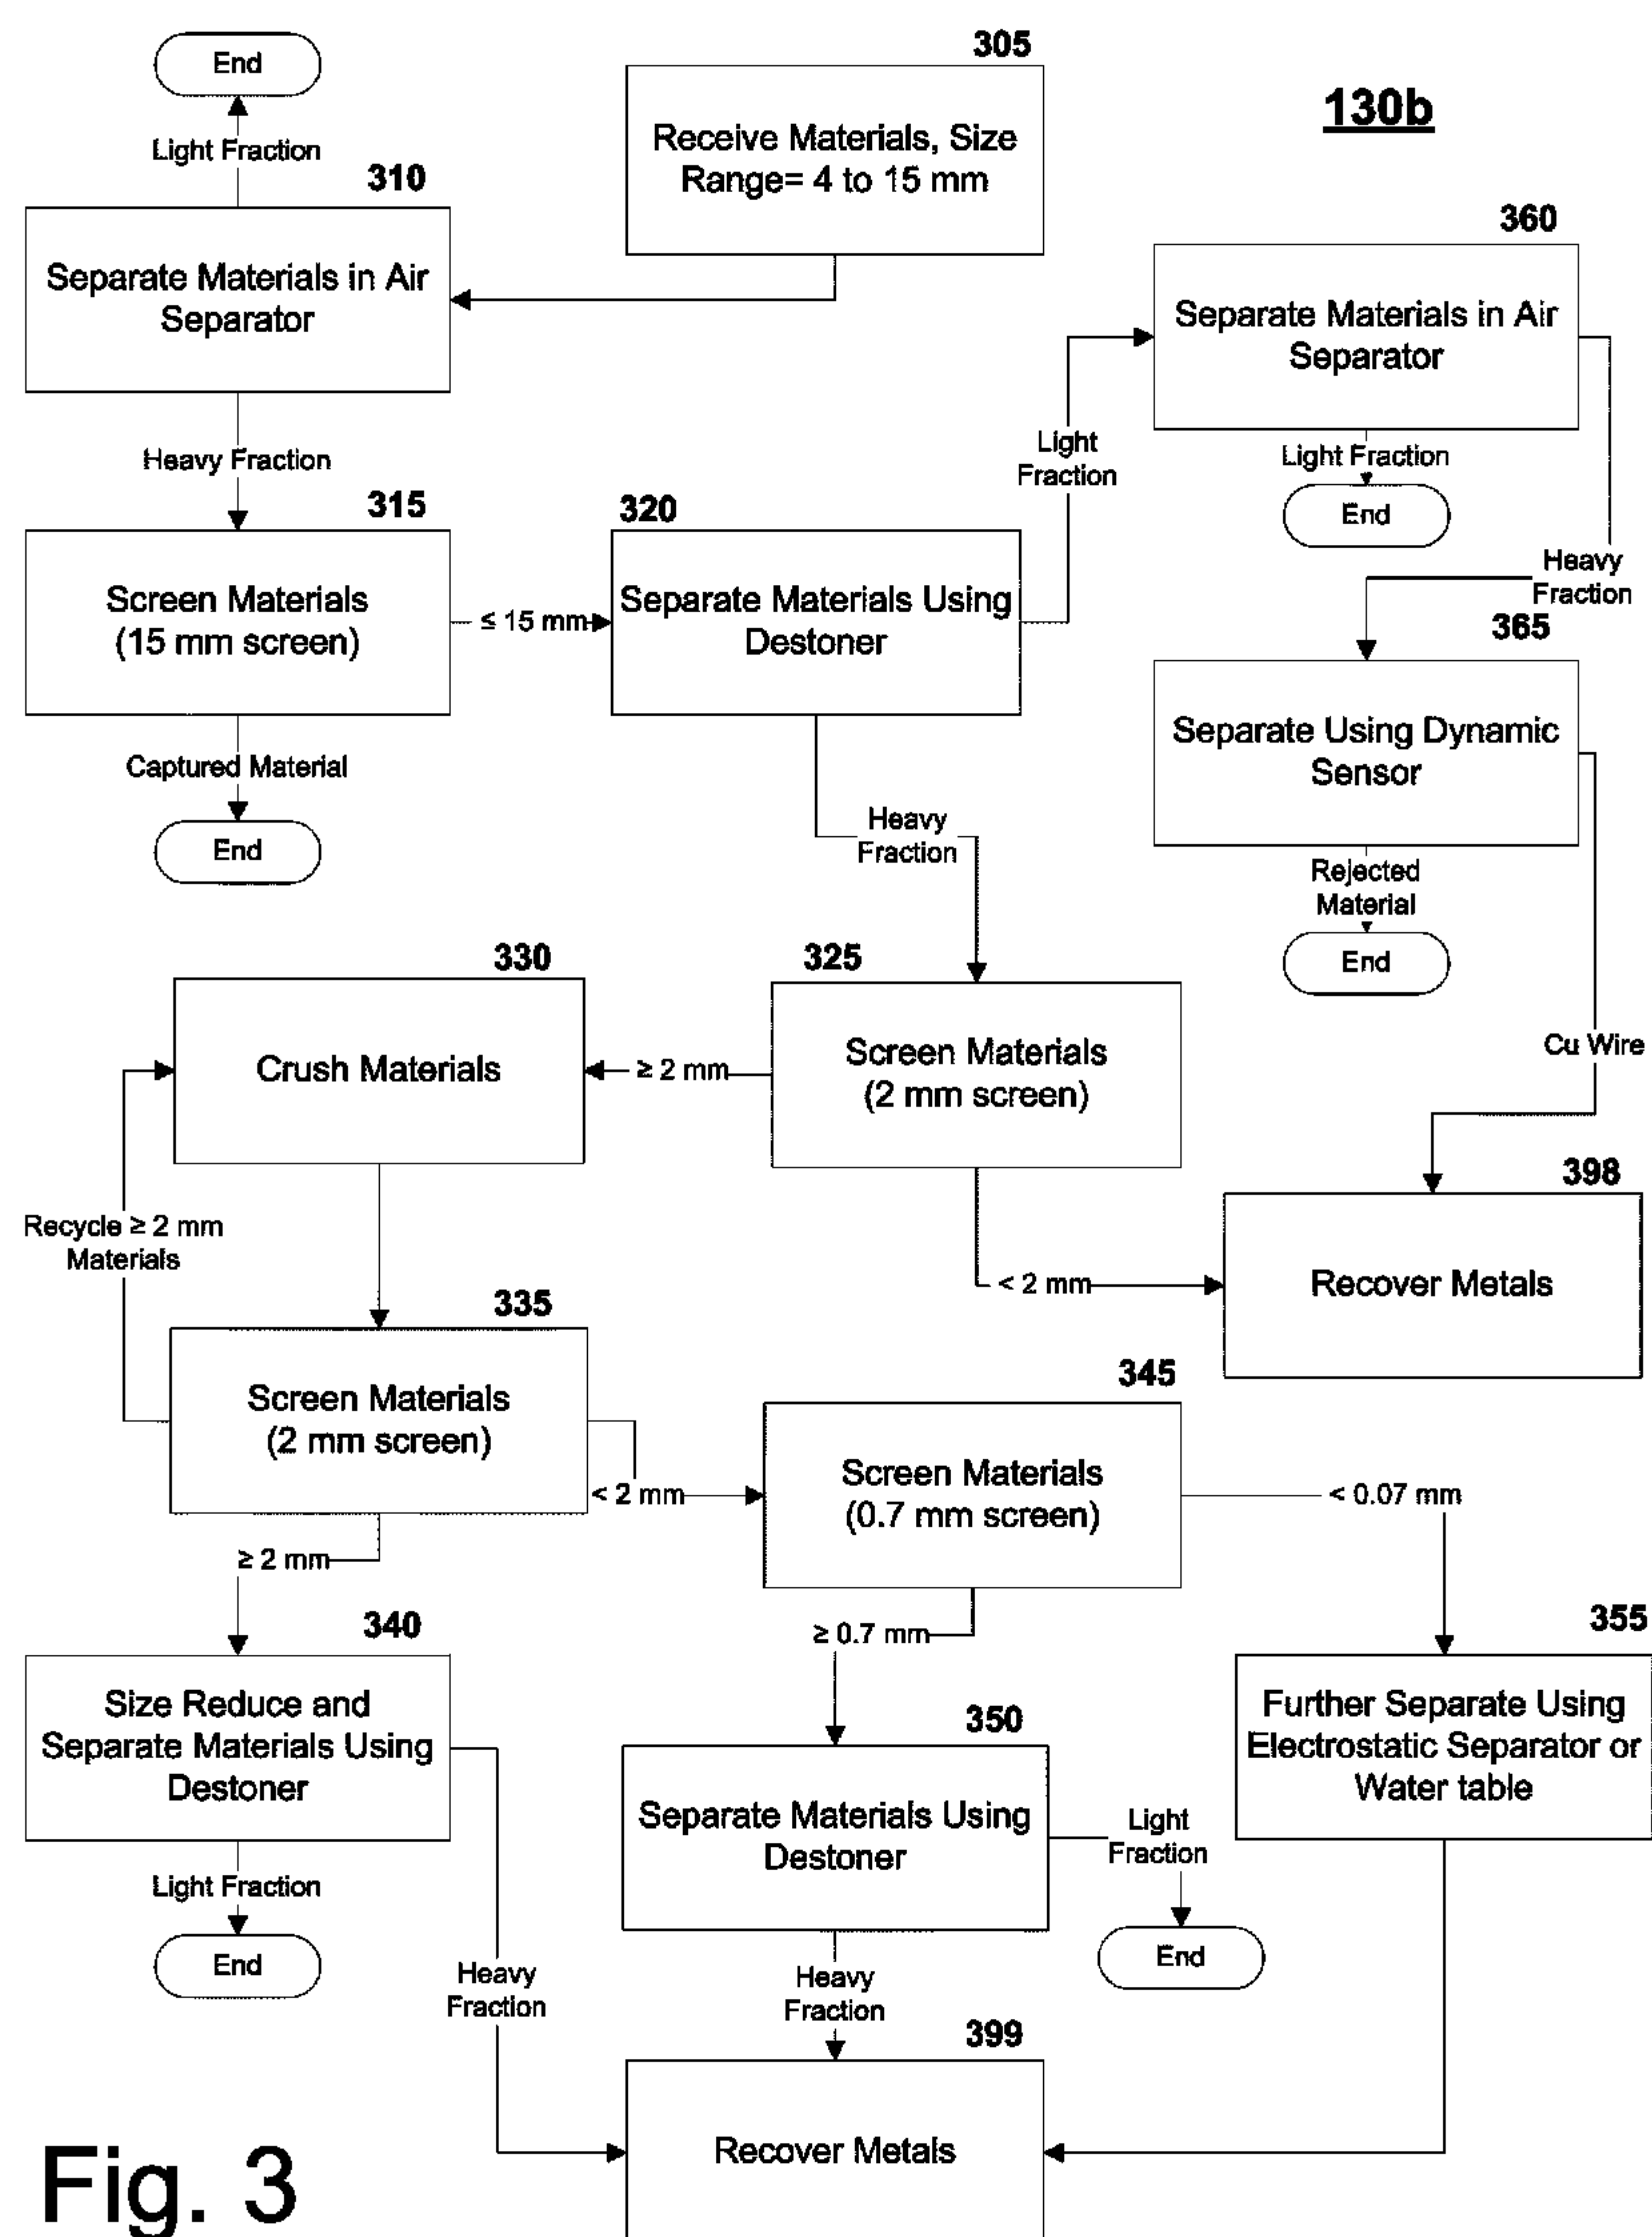 End
305
Receive Materials, Size
Range= 4 to 15 mm
130b
Light Fraction
310
Separate Materials in Air
Separator
360
Separate Materials in Air
Separator
Heavy Fraction
Light
Fraction
Light Fraction
End
Heavy
Fraction
315
Screen Materials
(15 mm screen)
≤ 15 mm
320
Separate Materials Using
Destoner
365
Separate Using Dynamic
Sensor
Captured Material
End
Heavy
Fraction
Rejected
Material
End
Cu Wire
330
Crush Materials
≥ 2 mm
325
Screen Materials
(2 mm screen)
398
Recover Metals
< 2 mm
Recycle ≥ 2 mm
Materials
335
Screen Materials
(2 mm screen)
< 2 mm
345
Screen Materials
(0.7 mm screen)
< 0.07 mm
≥ 2 mm
≥ 0.7 mm
340
Size Reduce and
Separate Materials Using
Destoner
350
Separate Materials Using
Destoner
355
Further Separate Using
Electrostatic Separator or
Water table
Light Fraction
End
Light
Fraction
End
Heavy
Fraction
Heavy
Fraction
399
Recover Metals
Fig. 3